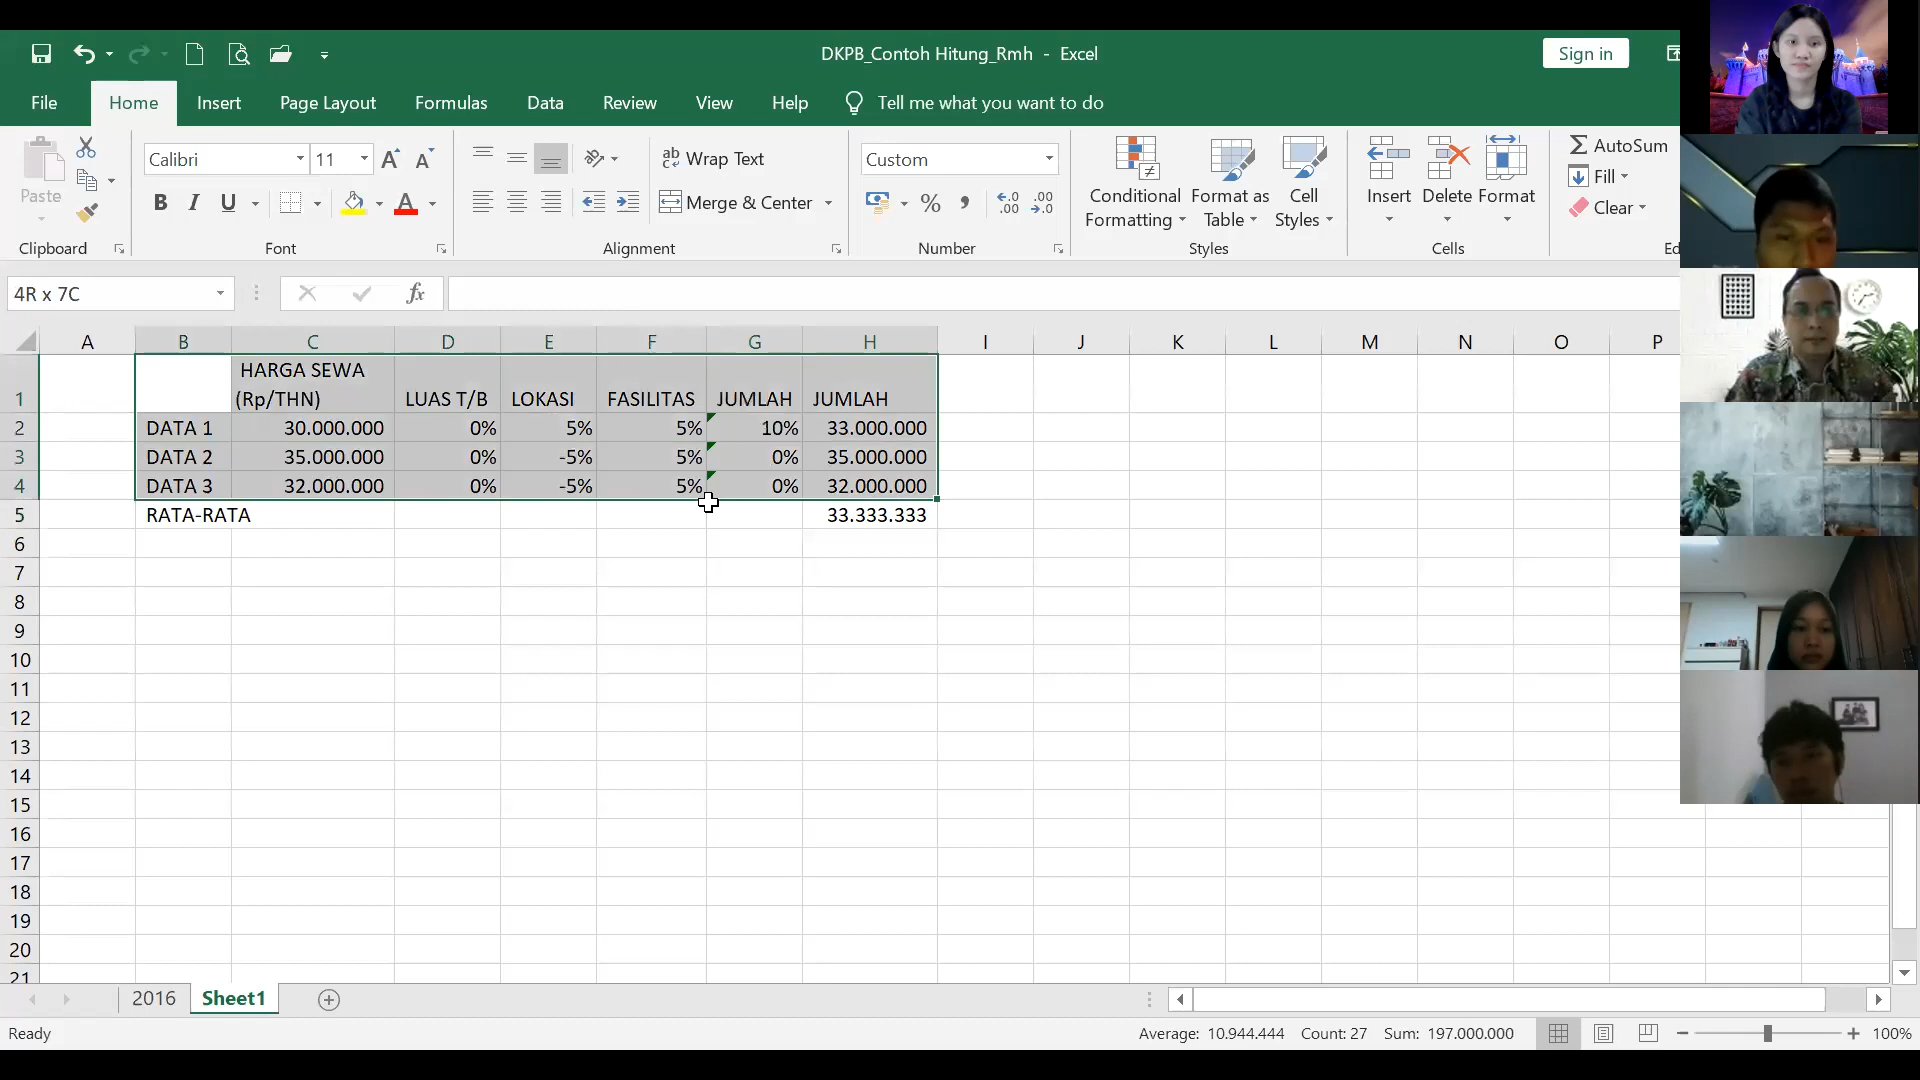 DKPB_Contoh Hitung_Rmh - Excel
Sign in
File Home Insert Page Layout Formulas Data Review View Help Tell me what you want to do
Paste
Clipboard
Calibri 11
B I U
Font
Wrap Text
Merge & Center
Alignment
Custom
% , .00
Number
Conditional Formatting
Format as Table
Cell Styles
Styles
Insert Delete Format
Cells
AutoSum
Fill
Clear
Ed
4R x 7C fx
A B C D E F G H I J K L M N O P
1 HARGA SEWA
(Rp/THN) LUAS T/B LOKASI FASILITAS JUMLAH JUMLAH
2 DATA 1 30.000.000 0% 5% 5% 10% 33.000.000
3 DATA 2 35.000.000 0% -5% 5% 0% 35.000.000
4 DATA 3 32.000.000 0% -5% 5% 0% 32.000.000
5 RATA-RATA 33.333.333
6
7
8
9
10
11
12
13
14
15
16
17
18
19
20
21
2016 Sheet1
Ready Average: 10.944.444 Count: 27 Sum: 197.000.000 100%